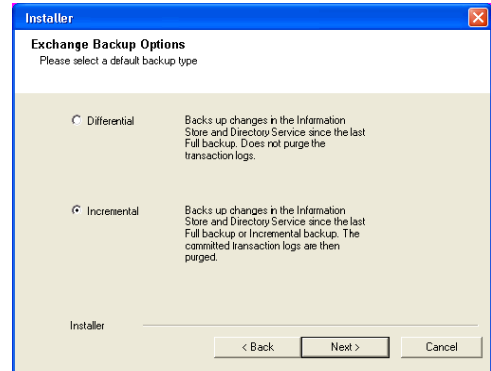 Installer
Exchange Backup Options
Please select a default backup type
Differential
Backs up changes in the Information
Store and Directory Service since the last
Full backup. Does not purge the
transaction logs.
Incremental
Backs up changes in the Information
Store and Directory Service since the last
Full backup or Incremental backup. The
committed transaction logs are then
purged.
Installer
< Back
Next >
Cancel